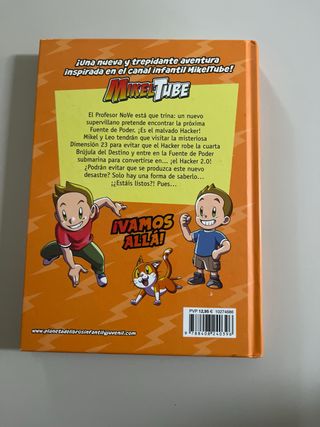 ¡Una nueva y trepidante aventura
inspirada en el canal infantil MikelTube!
MIKELTUBE
El Profesor NoVe está que trina: un nuevo
supervillano pretende encontrar la próxima
Fuente de Poder. ¡Es el malvado Hacker!
Mikel y Leo tendrán que visitar la misteriosa
Dimensión 23 para evitar que el Hacker robe la cuarta
Brújula del Destino y entre en la Fuente de Poder
submarina para convertirse en... ¡el Hacker 2.0!
¿Podrán evitar que se produzca este nuevo
desastre? Solo hay una forma de saberlo...
¡¿Estáis listos?! Pues...
¡VAMOS
ALLÁ!
PVP 12,95 € 10274686
9 788408 240396
www.planetadelibrosinfantilyjuvenil.com